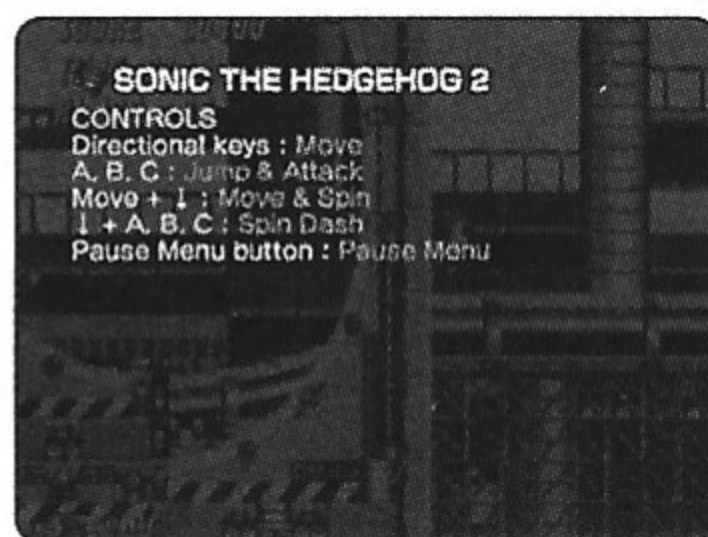 SONIC THE HEDGEHOG 2
CONTROLS
Directional keys : Move
A, B, C : Jump & Attack
Move + ↓ : Move & Spin
↓ + A, B, C : Spin Dash
Pause Menu button : Pause Menu